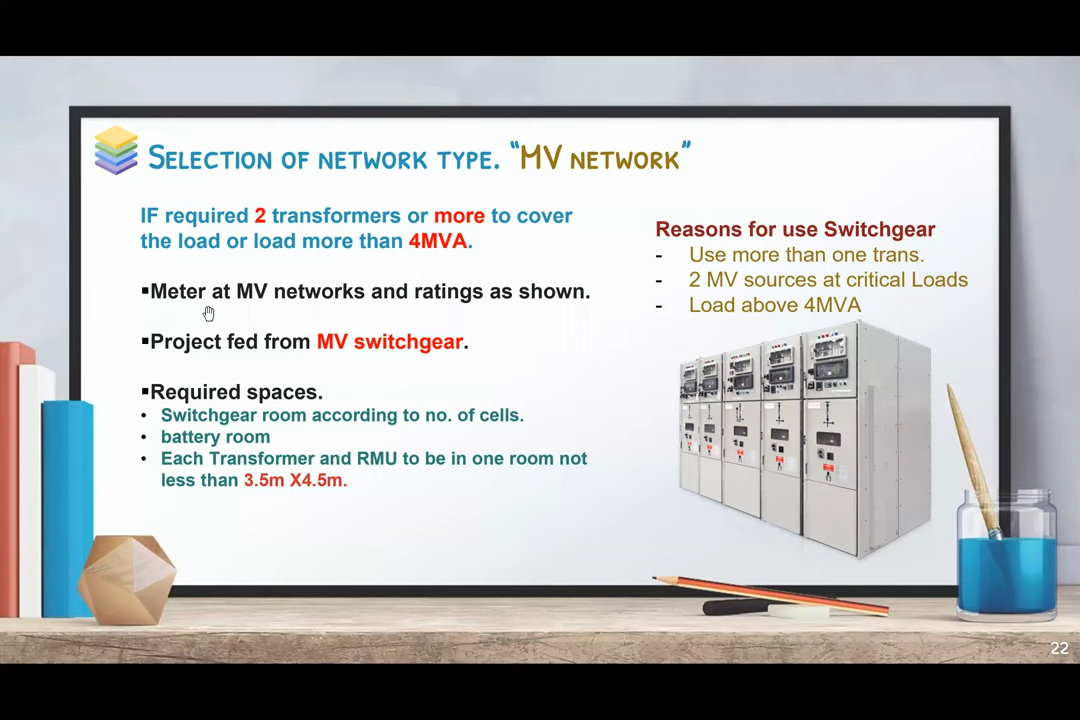 Selection of network type. “MV network”
IF required 2 transformers or more to cover
the load or load more than 4MVA.
▪Meter at MV networks and ratings as shown.
▪Project fed from MV switchgear.
▪Required spaces.
• Switchgear room according to no. of cells.
• battery room
• Each Transformer and RMU to be in one room not
less than 3.5m X4.5m.
Reasons for use Switchgear
- Use more than one trans.
- 2 MV sources at critical Loads
- Load above 4MVA
22